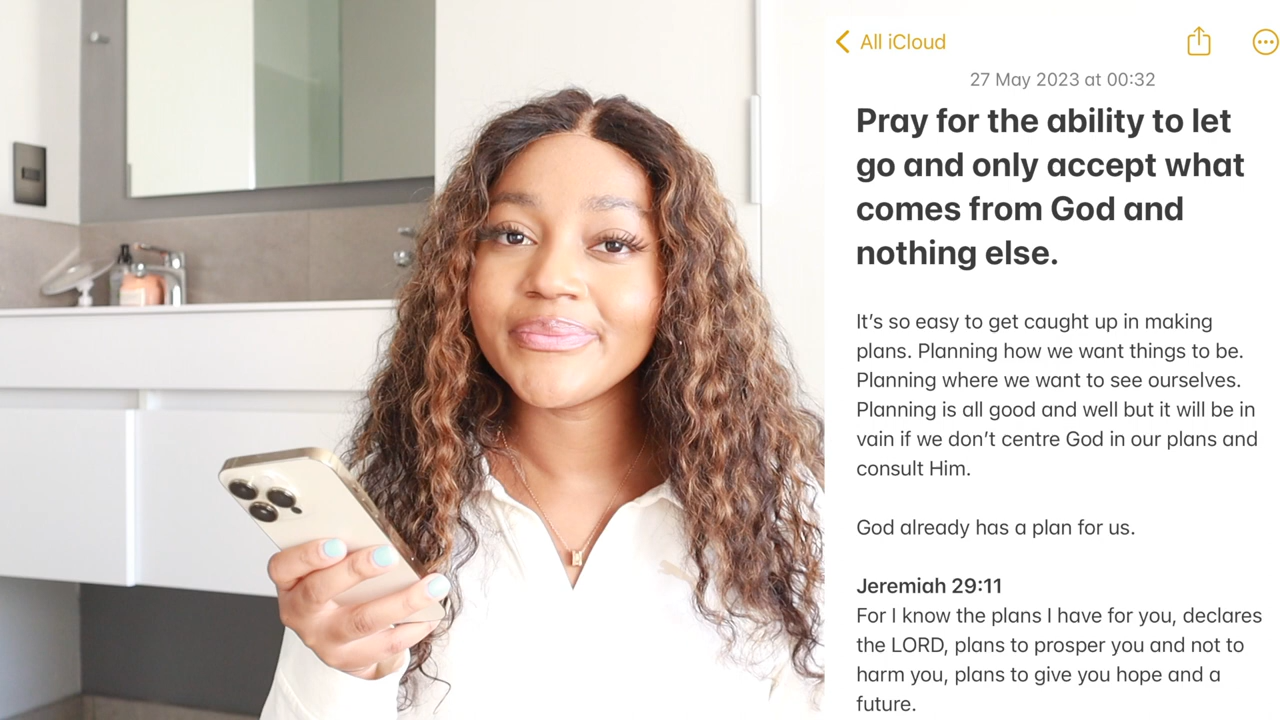 All iCloud
27 May 2023 at 00:32
Pray for the ability to let
go and only accept what
comes from God and
nothing else.
It’s so easy to get caught up in making
plans. Planning how we want things to be.
Planning where we want to see ourselves.
Planning is all good and well but it will be in
vain if we don’t centre God in our plans and
consult Him.
God already has a plan for us.
Jeremiah 29:11
For I know the plans I have for you, declares
the LORD, plans to prosper you and not to
harm you, plans to give you hope and a
future.